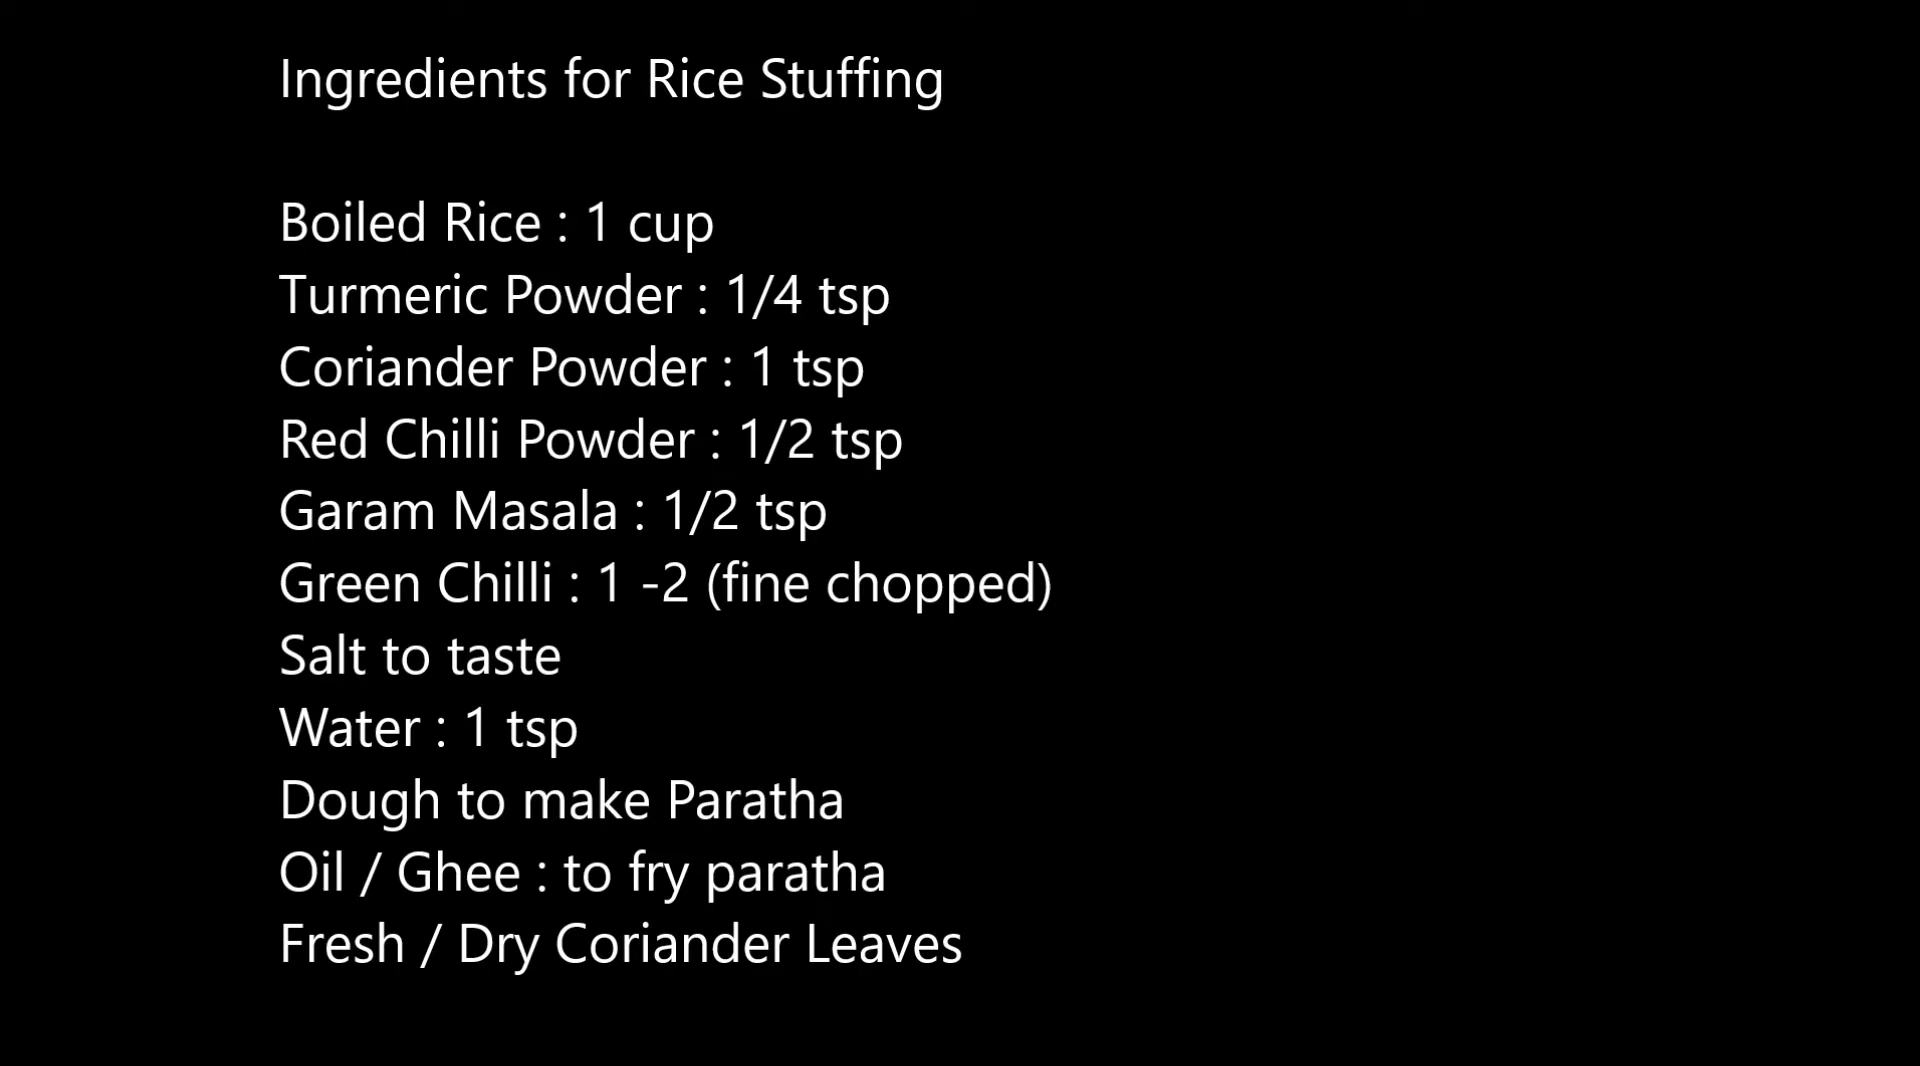 Ingredients for Rice Stuffing
Boiled Rice : 1 cup
Turmeric Powder : 1/4 tsp
Coriander Powder : 1 tsp
Red Chilli Powder : 1/2 tsp
Garam Masala : 1/2 tsp
Green Chilli : 1 -2 (fine chopped)
Salt to taste
Water : 1 tsp
Dough to make Paratha
Oil / Ghee : to fry paratha
Fresh / Dry Coriander Leaves